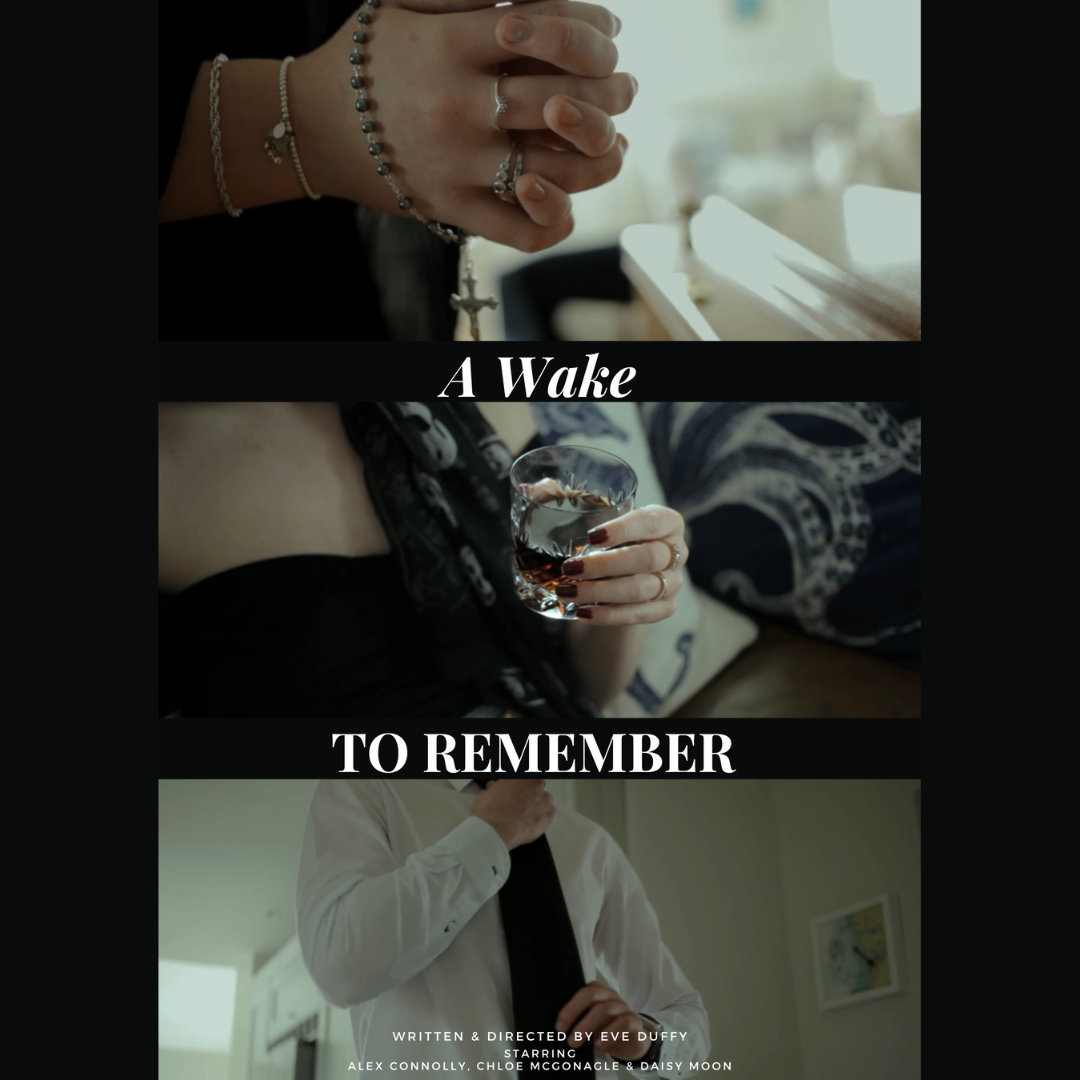 A Wake
TO REMEMBER
WRITTEN & DIRECTED BY EVE DUFFY
STARRING
ALEX CONNOLLY, CHLOE MCGONAGLE & DAISY MOON